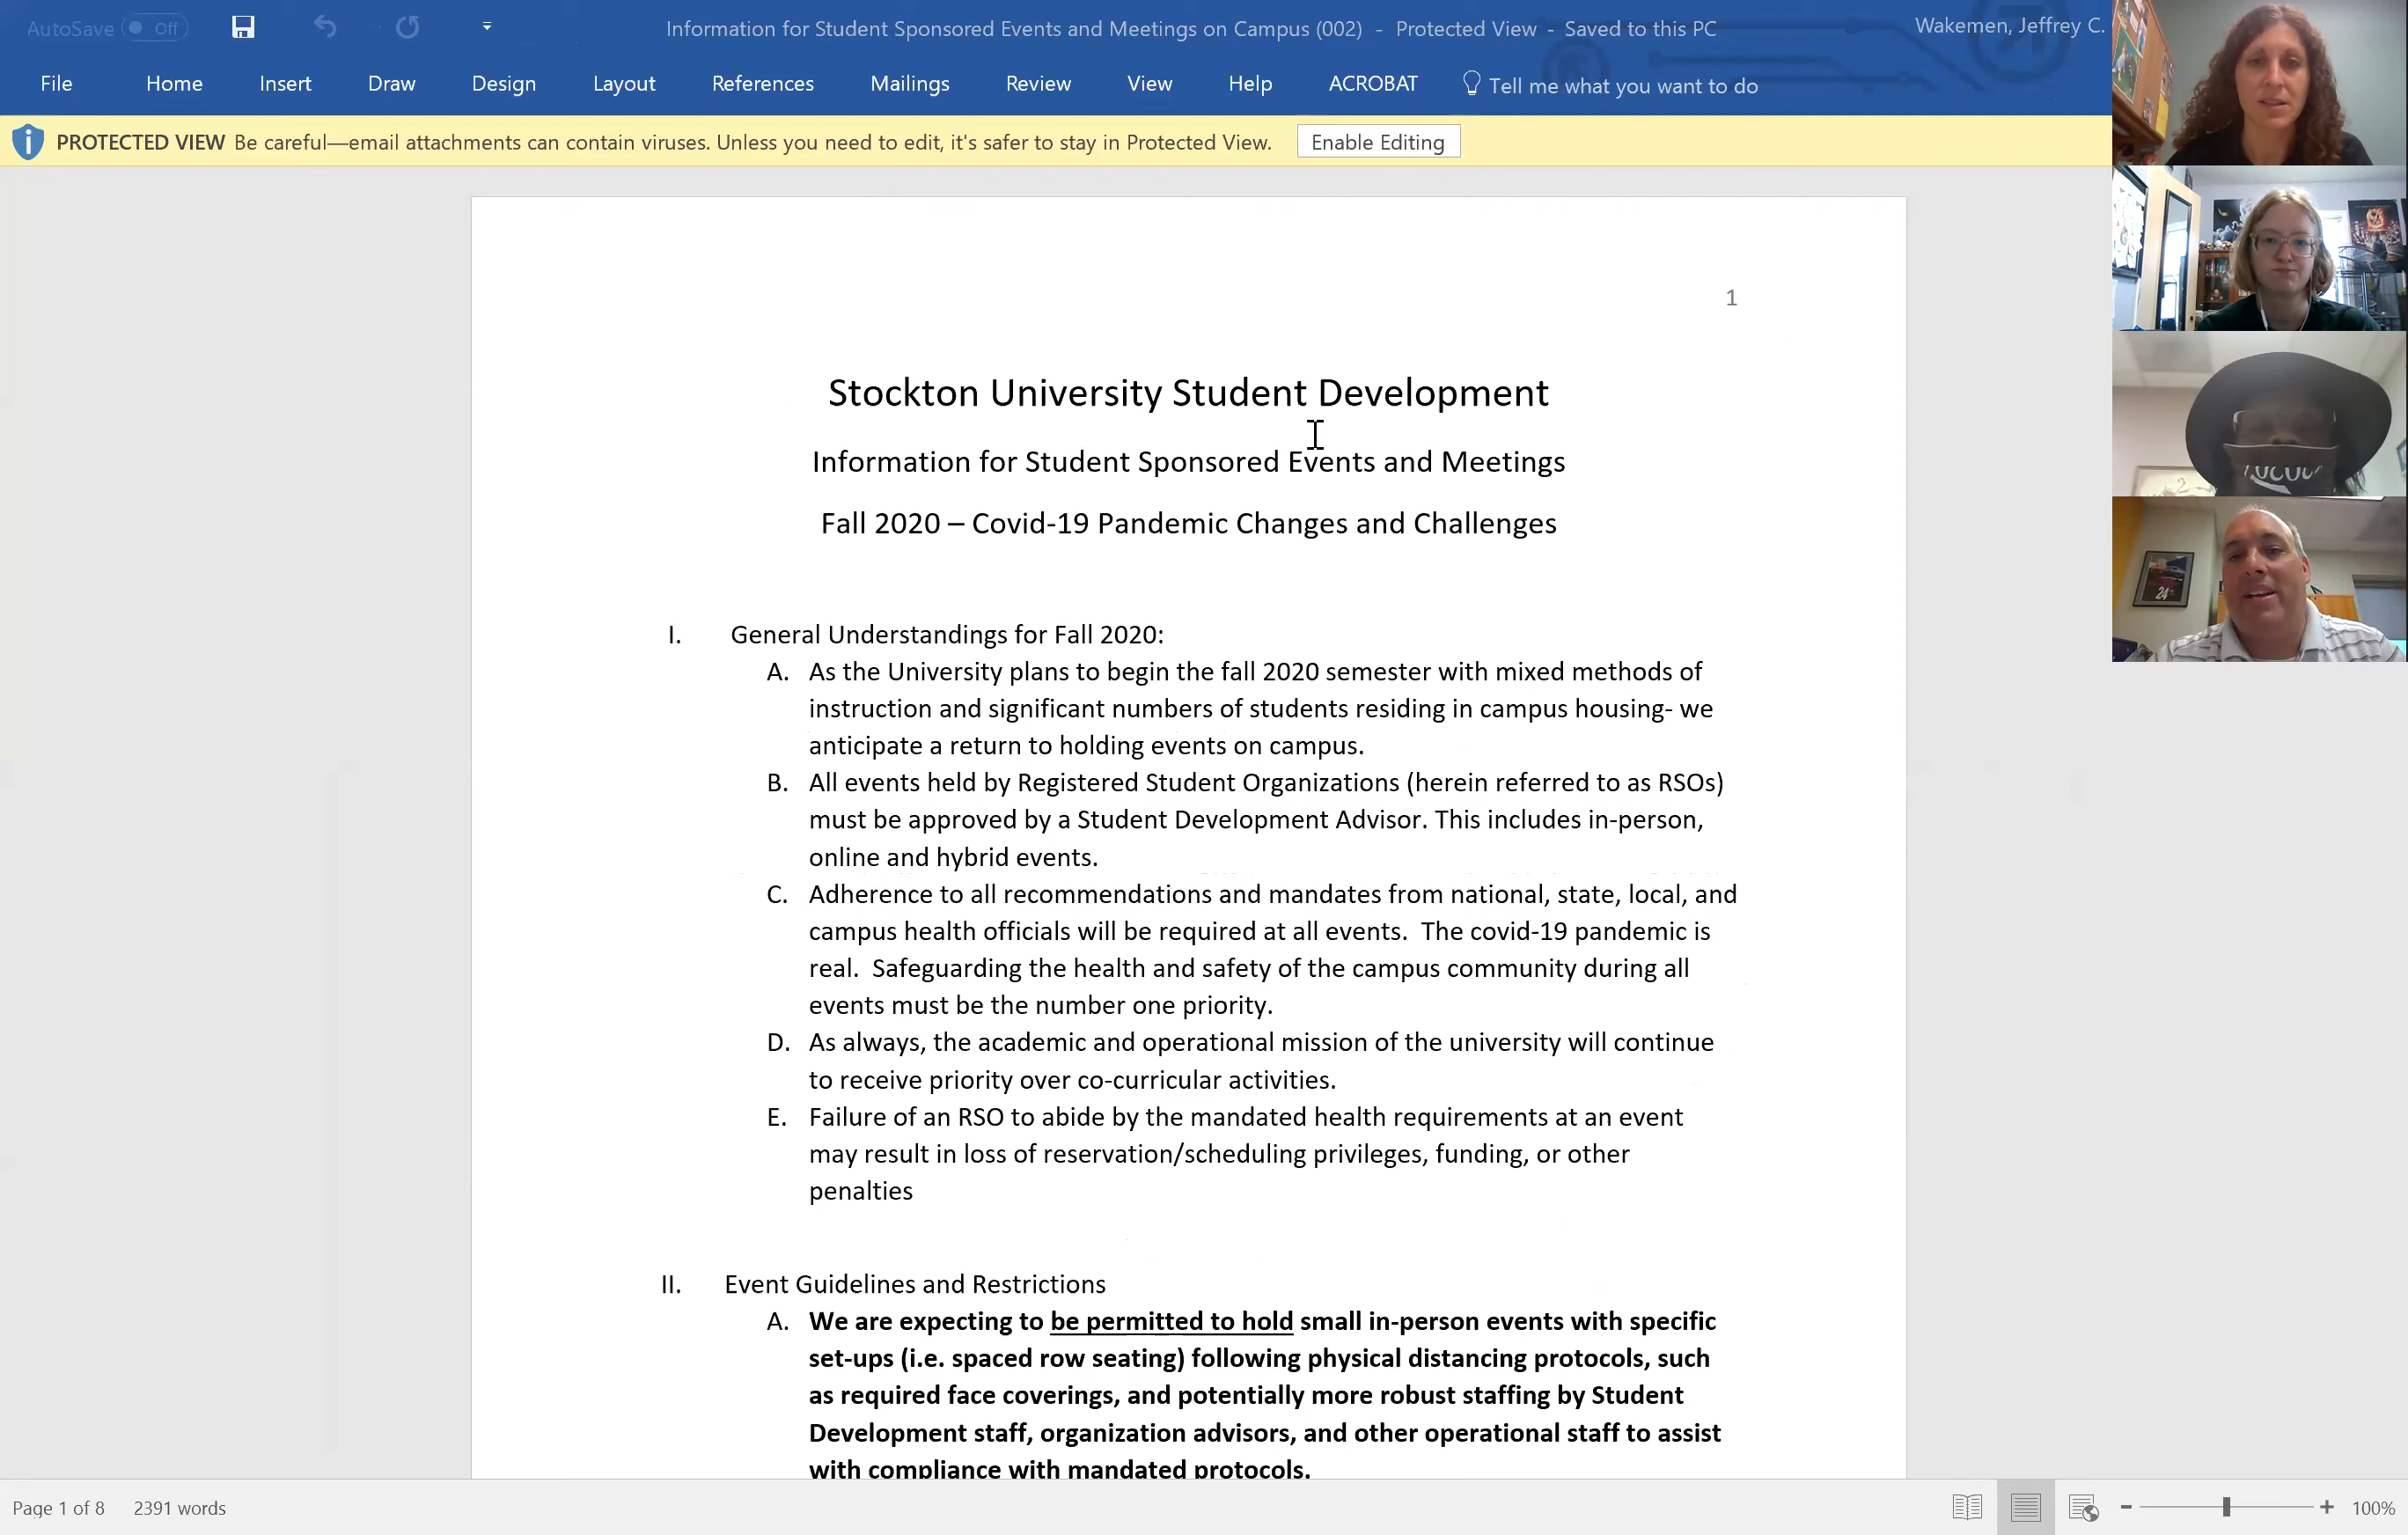 AutoSave Off
Information for Student Sponsored Events and Meetings on Campus (002) - Protected View - Saved to this PC
Wakemen, Jeffrey C.
File Home Insert Draw Design Layout References Mailings Review View Help ACROBAT Tell me what you want to do
PROTECTED VIEW Be careful—email attachments can contain viruses. Unless you need to edit, it's safer to stay in Protected View. Enable Editing
1
Stockton University Student Development
Information for Student Sponsored Events and Meetings
Fall 2020 – Covid-19 Pandemic Changes and Challenges
24
I. General Understandings for Fall 2020:
A. As the University plans to begin the fall 2020 semester with mixed methods of
instruction and significant numbers of students residing in campus housing- we
anticipate a return to holding events on campus.
B. All events held by Registered Student Organizations (herein referred to as RSOs)
must be approved by a Student Development Advisor. This includes in-person,
online and hybrid events.
C. Adherence to all recommendations and mandates from national, state, local, and
campus health officials will be required at all events.  The covid-19 pandemic is
real.  Safeguarding the health and safety of the campus community during all
events must be the number one priority.
D. As always, the academic and operational mission of the university will continue
to receive priority over co-curricular activities.
E. Failure of an RSO to abide by the mandated health requirements at an event
may result in loss of reservation/scheduling privileges, funding, or other
penalties
II. Event Guidelines and Restrictions
A. We are expecting to be permitted to hold small in-person events with specific
set-ups (i.e. spaced row seating) following physical distancing protocols, such
as required face coverings, and potentially more robust staffing by Student
Development staff, organization advisors, and other operational staff to assist
with compliance with mandated protocols.
Page 1 of 8 2391 words
100%